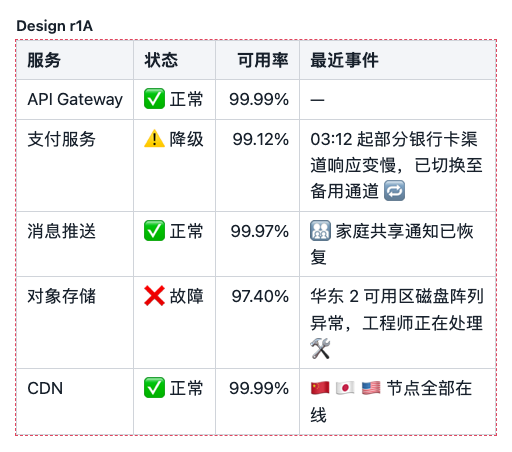 Design r1A
服务 状态 可用率 最近事件
API Gateway ✅ 正常 99.99% —
支付服务 ⚠️ 降级 99.12% 03:12 起部分银行卡渠
道响应变慢，已切换至
备用通道 🔁
消息推送 ✅ 正常 99.97% 👨‍👩‍👧‍👦 家庭共享通知已恢
复
对象存储 ❌ 故障 97.40% 华东 2 可用区磁盘阵列
异常，工程师正在处理
🛠️
CDN ✅ 正常 99.99% 🇨🇳 🇯🇵 🇺🇸 节点全部在
线